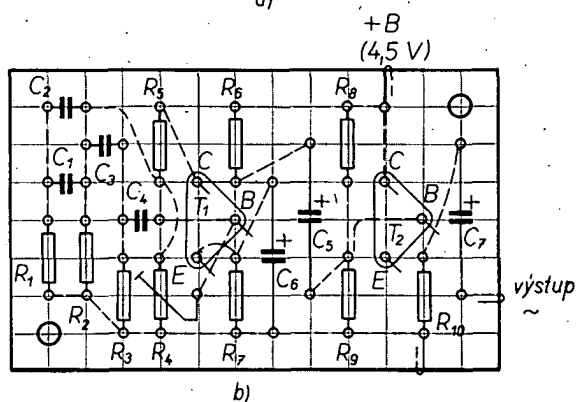 a)
+B
(4,5 V)
C2 R5 R6 R8
C1 C3 C C
C4 T1 B + B +
C5 T2 C7
R1 E + C6 E
výstup
~
R2 R3 R4 R7 R9 R10
b)